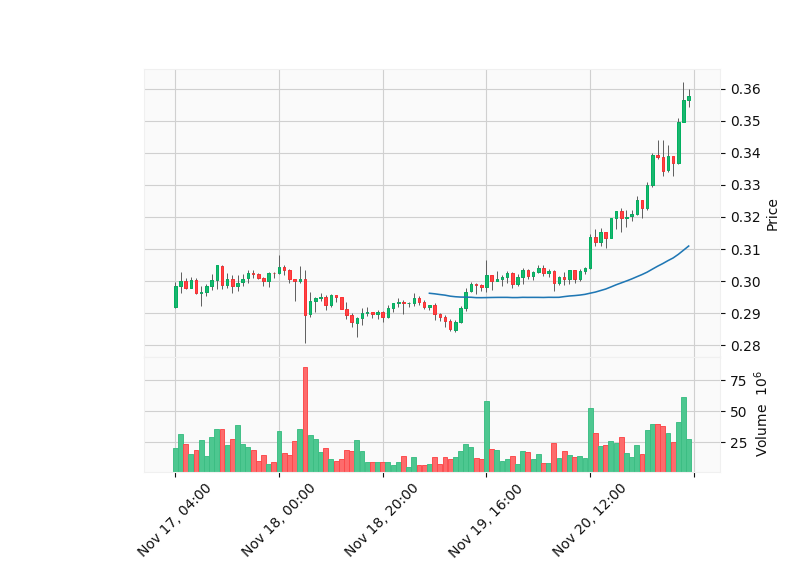 0.36
0.35
0.34
0.33
0.32
0.31
0.30
0.29
0.28
Price
75
50
25
Volume 10⁶
Nov 17, 04:00
Nov 18, 00:00
Nov 18, 20:00
Nov 19, 16:00
Nov 20, 12:00